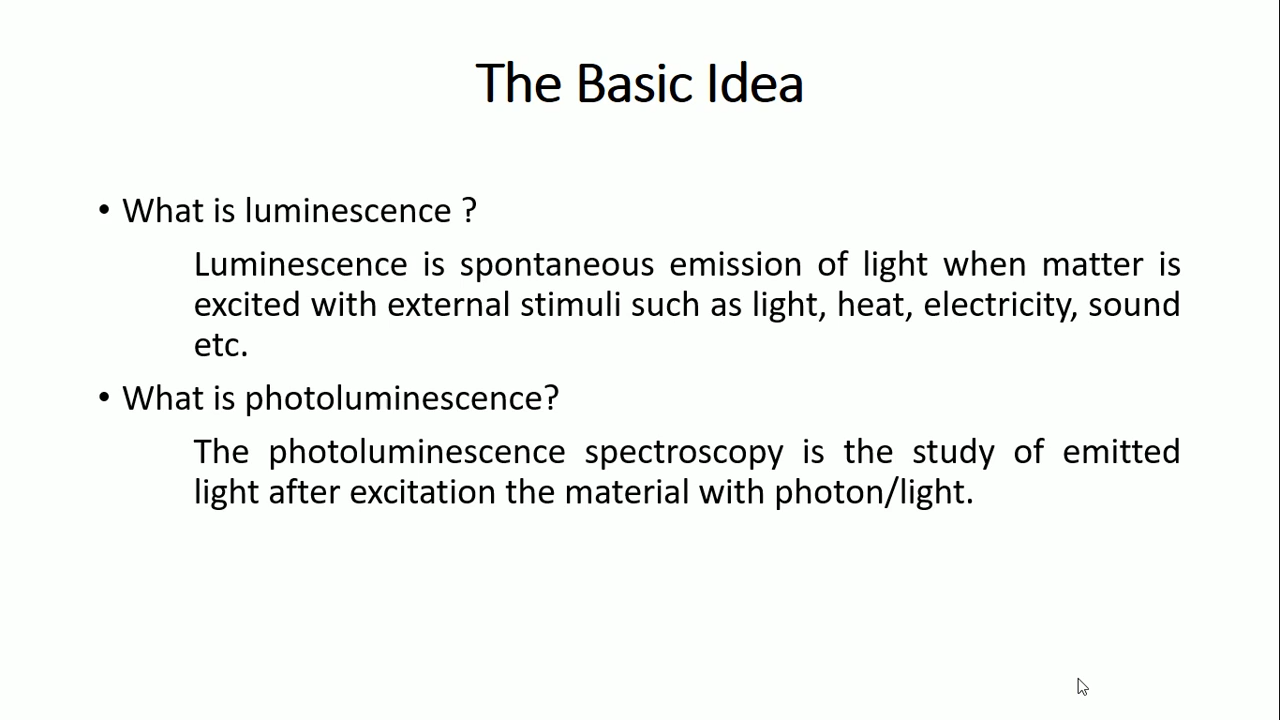 The Basic Idea
• What is luminescence ?
Luminescence is spontaneous emission of light when matter is
excited with external stimuli such as light, heat, electricity, sound
etc.
• What is photoluminescence?
The photoluminescence spectroscopy is the study of emitted
light after excitation the material with photon/light.